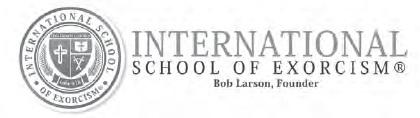 INTERNATIONAL SCHOOL
OF EXORCISM®
INTERNATIONAL
SCHOOL OF EXORCISM®
Bob Larson, Founder